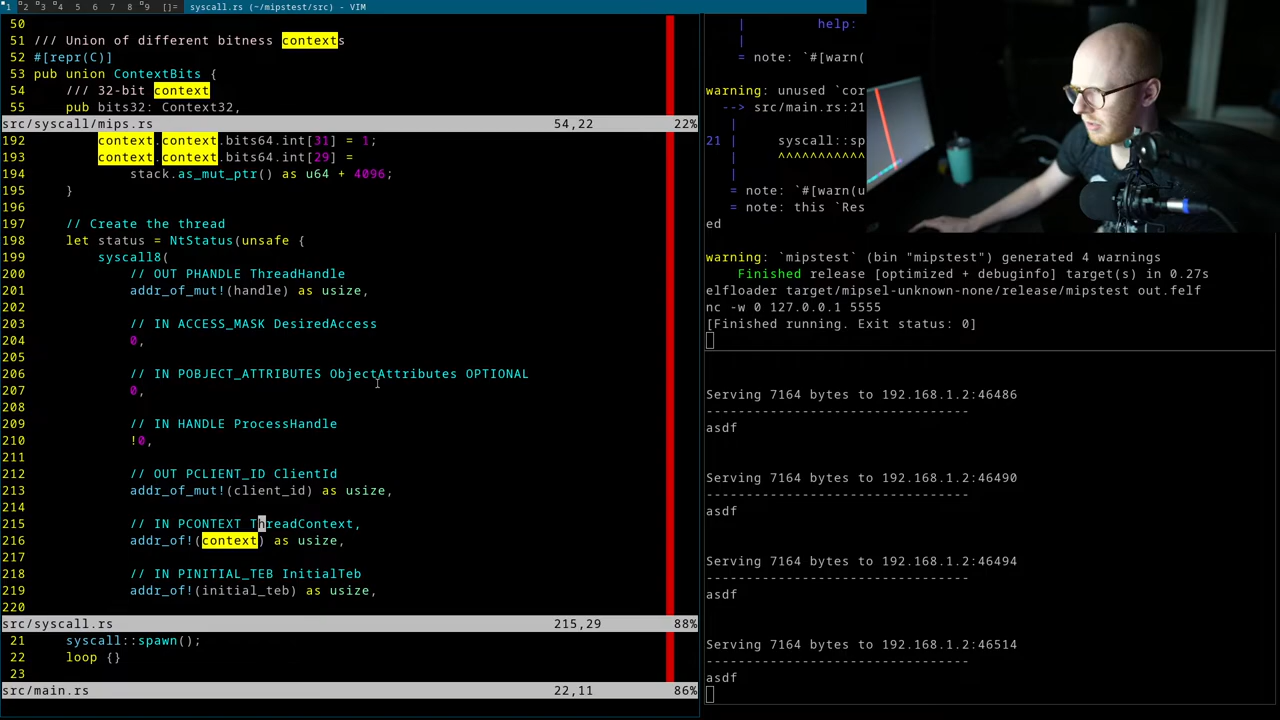 1 2 3 4 5 6 7 8 9 []= syscall.rs (~/mipstest/src) - VIM
50
51 /// Union of different bitness contexts
52 #[repr(C)]
53 pub union ContextBits {
54 /// 32-bit context
55 pub bits32: Context32,
src/syscall/mips.rs 54,22 22%
192 context.context.bits64.int[31] = 1;
193 context.context.bits64.int[29] =
194 stack.as_mut_ptr() as u64 + 4096;
195 }
196
197 // Create the thread
198 let status = NtStatus(unsafe {
199 syscall8(
200 // OUT PHANDLE ThreadHandle
201 addr_of_mut!(handle) as usize,
202
203 // IN ACCESS_MASK DesiredAccess
204 0,
205
206 // IN POBJECT_ATTRIBUTES ObjectAttributes OPTIONAL
207 0,
208
209 // IN HANDLE ProcessHandle
210 !0,
211
212 // OUT PCLIENT_ID ClientId
213 addr_of_mut!(client_id) as usize,
214
215 // IN PCONTEXT ThreadContext,
216 addr_of!(context) as usize,
217
218 // IN PINITIAL_TEB InitialTeb
219 addr_of!(initial_teb) as usize,
220
src/syscall.rs 215,29 88%
21 syscall::spawn();
22 loop {}
23
src/main.rs 22,11 86%
| help:
|
= note: `#[warn(
warning: unused `cor
--> src/main.rs:21
|
21 | syscall::sp
| ^^^^^^^^^^^
|
= note: `#[warn(u
= note: this `Res
ed
warning: `mipstest` (bin "mipstest") generated 4 warnings
Finished release [optimized + debuginfo] target(s) in 0.27s
elfloader target/mipsel-unknown-none/release/mipstest out.felf
nc -w 0 127.0.0.1 5555
[Finished running. Exit status: 0]
Serving 7164 bytes to 192.168.1.2:46486
---------------------------------
asdf
Serving 7164 bytes to 192.168.1.2:46490
---------------------------------
asdf
Serving 7164 bytes to 192.168.1.2:46494
---------------------------------
asdf
Serving 7164 bytes to 192.168.1.2:46514
---------------------------------
asdf